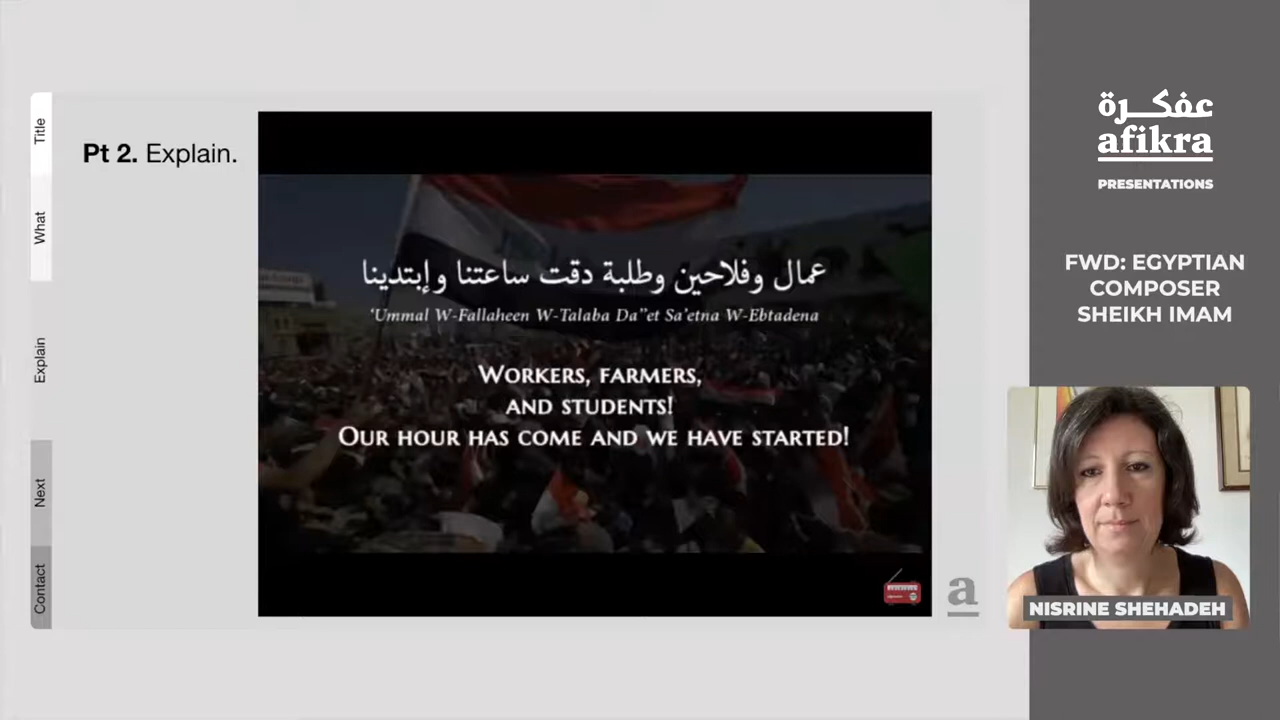 Title
What
Explain
Next
Contact
Pt 2. Explain.
عمال وفلاحين وطلبة دقت ساعتنا وإبتدينا
‘Ummal W-Fallaheen W-Talaba Da’’et Sa’etna W-Ebtadena
WORKERS, FARMERS,
AND STUDENTS!
OUR HOUR HAS COME AND WE HAVE STARTED!
a
عفكرة
afikra
PRESENTATIONS
FWD: EGYPTIAN
COMPOSER
SHEIKH IMAM
NISRINE SHEHADEH